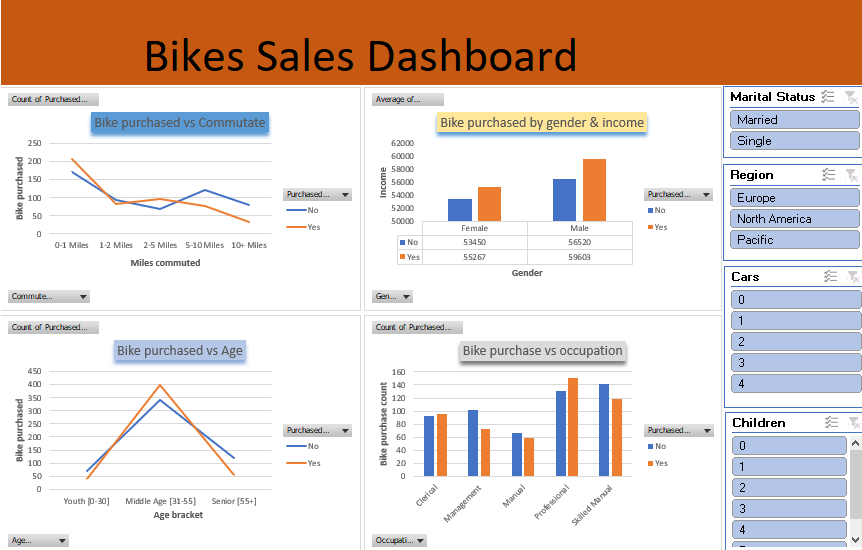 Bikes Sales Dashboard
Count of Purchased...
Bike purchased vs Commutate
250
200
150
100
50
0
Bike purchased
0-1 Miles
1-2 Miles
2-5 Miles
5-10 Miles
10+ Miles
Miles commuted
Purchased...
No
Yes
Commute...
Average of...
Bike purchased by gender & income
62000
60000
58000
56000
54000
52000
50000
Income
Female
Male
No
53450
56520
Yes
55267
59603
Gender
Purchased...
No
Yes
Gen...
Count of Purchased...
Bike purchased vs Age
450
400
350
300
250
200
150
100
50
0
Bike purchased
Youth [0-30]
Middle Age [31-55]
Senior [55+]
Age bracket
Purchased...
No
Yes
Age...
Count of Purchased...
Bike purchase vs occupation
160
140
120
100
80
60
40
20
0
Bike purchase count
Clerical
Management
Manual
Professional
Skilled Manual
Purchased...
No
Yes
Occupati...
Marital Status
Married
Single
Region
Europe
North America
Pacific
Cars
0
1
2
3
4
Children
0
1
2
3
4